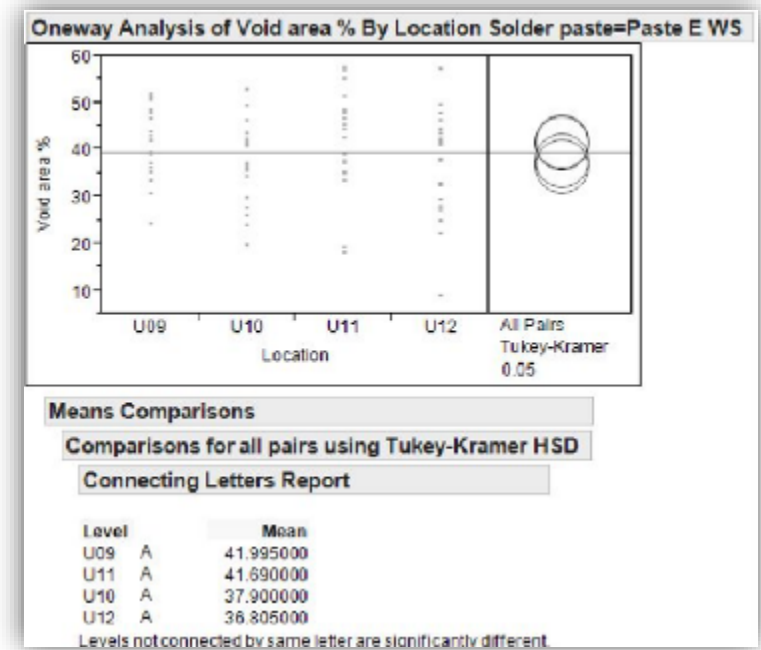 Oneway Analysis of Void area % By Location Solder paste=Paste E WS
60
50
40
30
20
10
Void area %
U09 U10 U11 U12
Location
All Pairs
Tukey-Kramer
0.05
Means Comparisons
Comparisons for all pairs using Tukey-Kramer HSD
Connecting Letters Report
Level Mean
U09 A 41.995000
U11 A 41.690000
U10 A 37.900000
U12 A 36.805000
Levels not connected by same letter are significantly different.